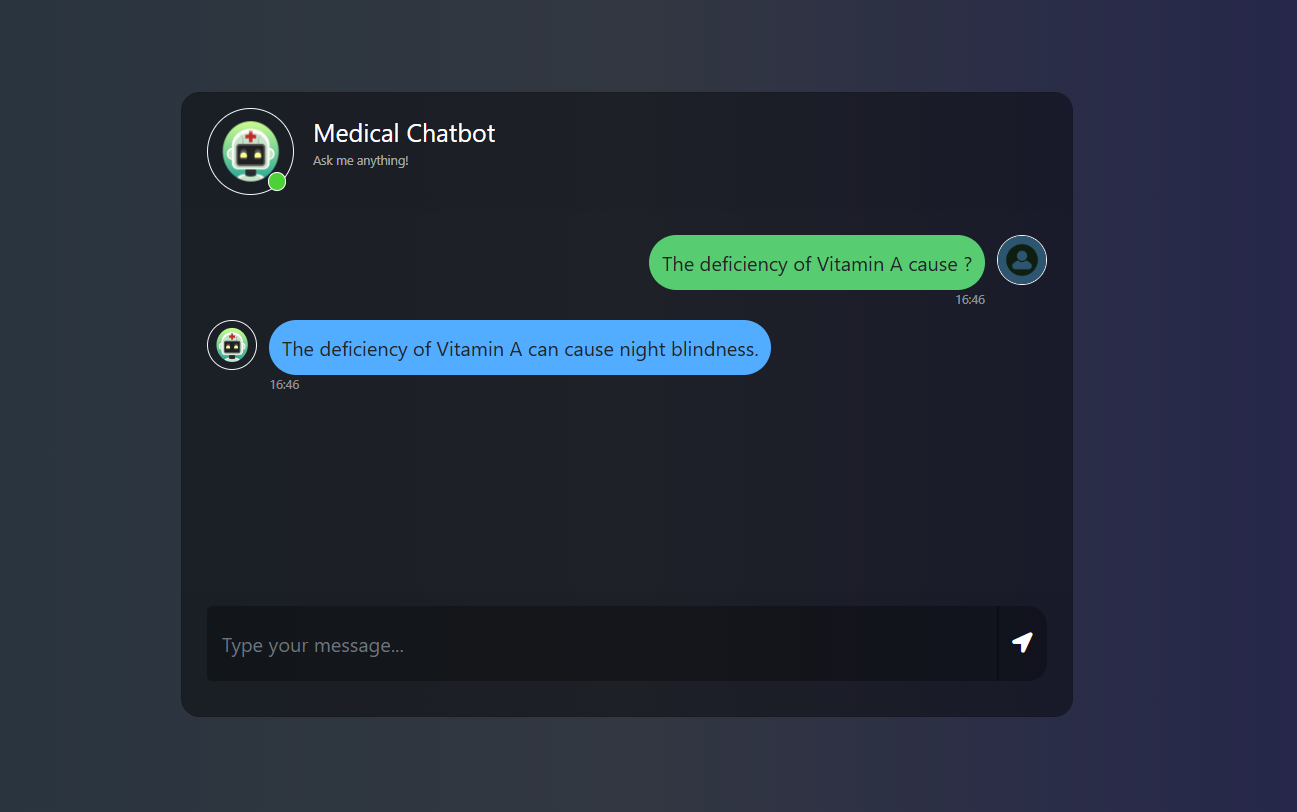 Medical Chatbot
Ask me anything!
The deficiency of Vitamin A cause ?
16:46
The deficiency of Vitamin A can cause night blindness.
16:46
Type your message...